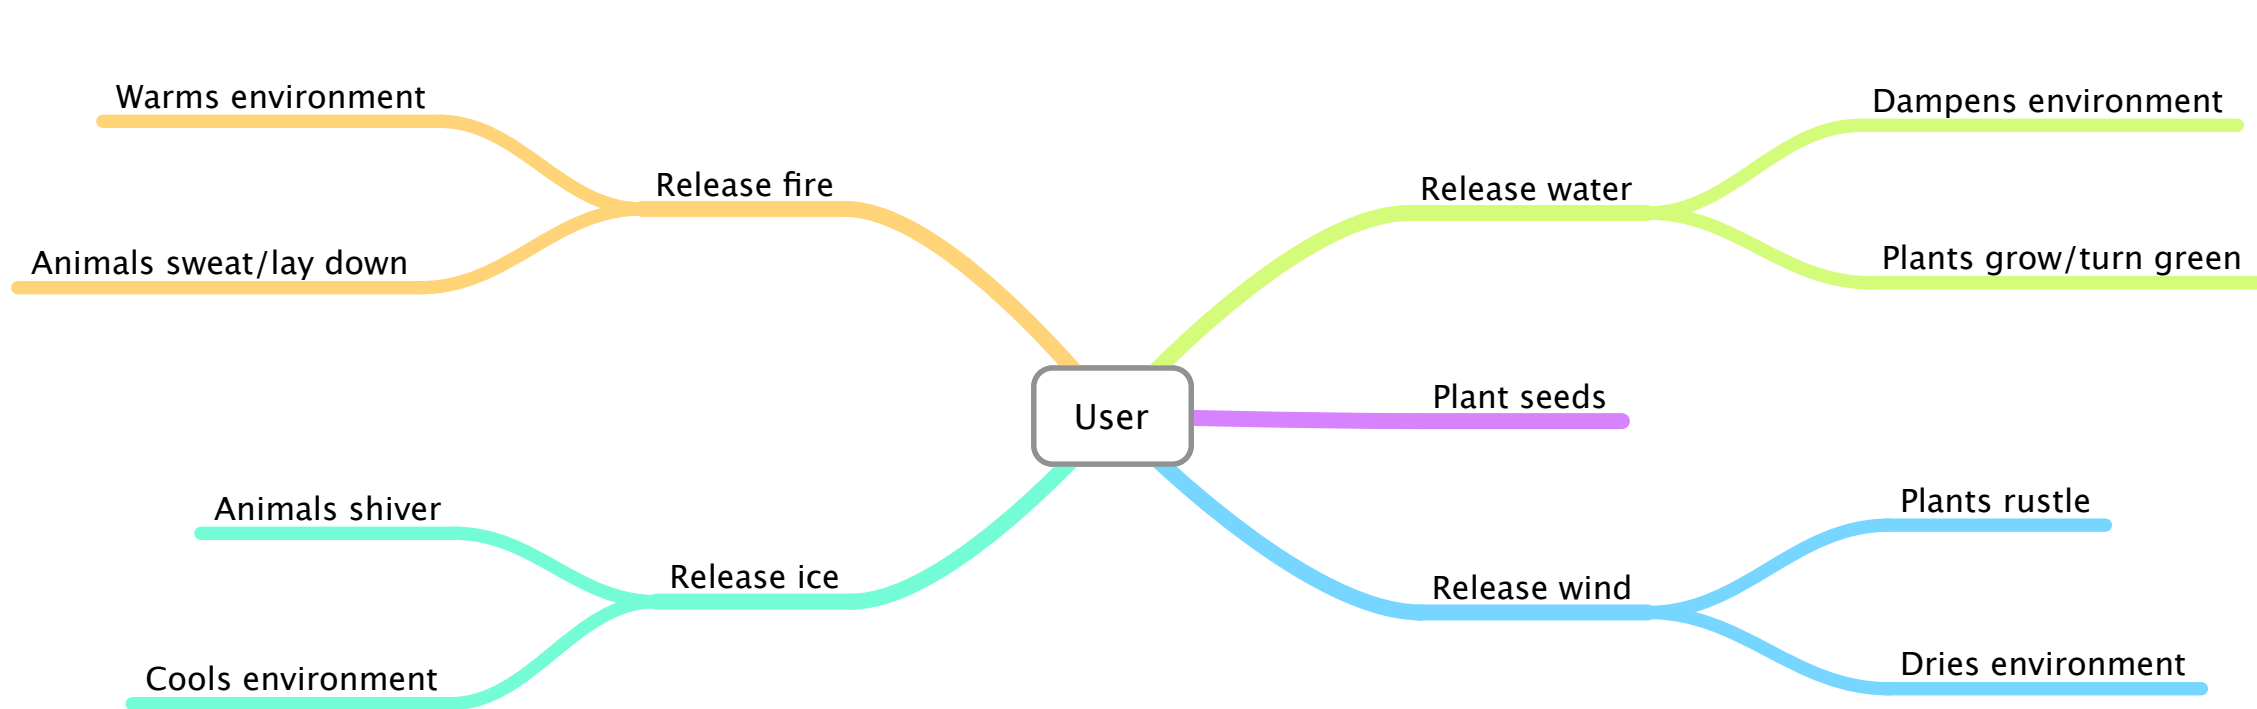 Warms environment
Release fire
Animals sweat/lay down
Dampens environment
Release water
Plants grow/turn green
User
Plant seeds
Animals shiver
Release ice
Cools environment
Plants rustle
Release wind
Dries environment